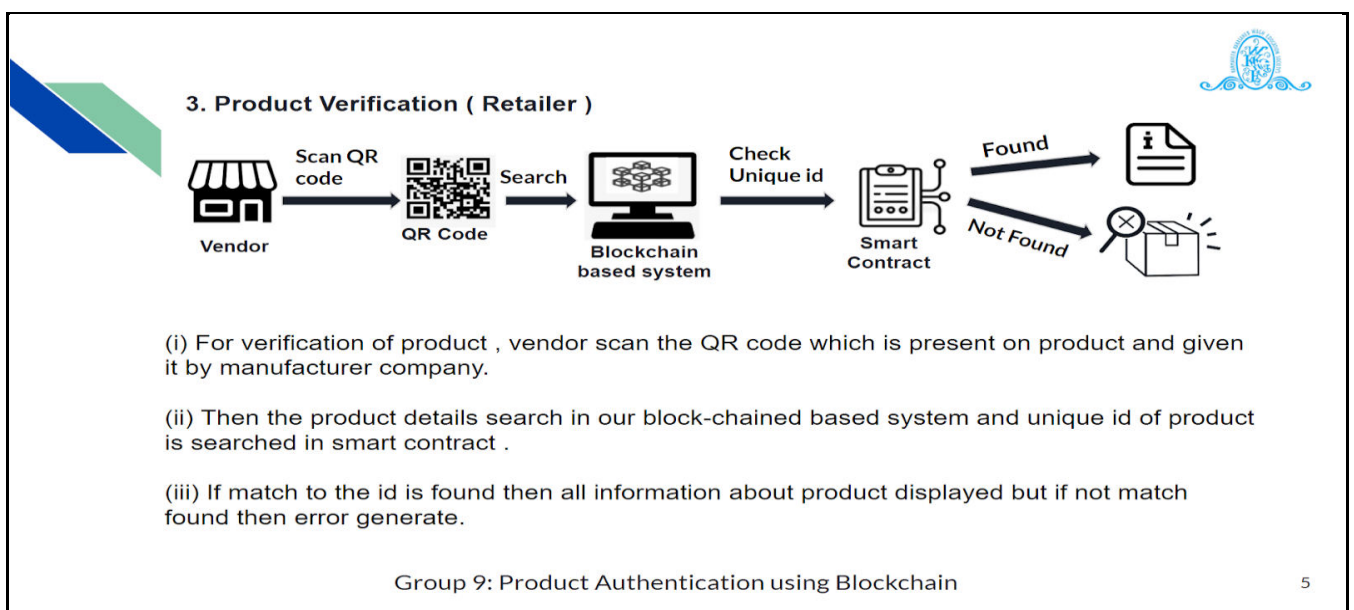 3. Product Verification ( Retailer )
Scan QR
code
Search
Check
Unique id
Found
Not Found
Vendor
QR Code
Blockchain
based system
Smart
Contract
(i) For verification of product , vendor scan the QR code which is present on product and given
it by manufacturer company.
(ii) Then the product details search in our block-chained based system and unique id of product
is searched in smart contract .
(iii) If match to the id is found then all information about product displayed but if not match
found then error generate.
Group 9: Product Authentication using Blockchain
5